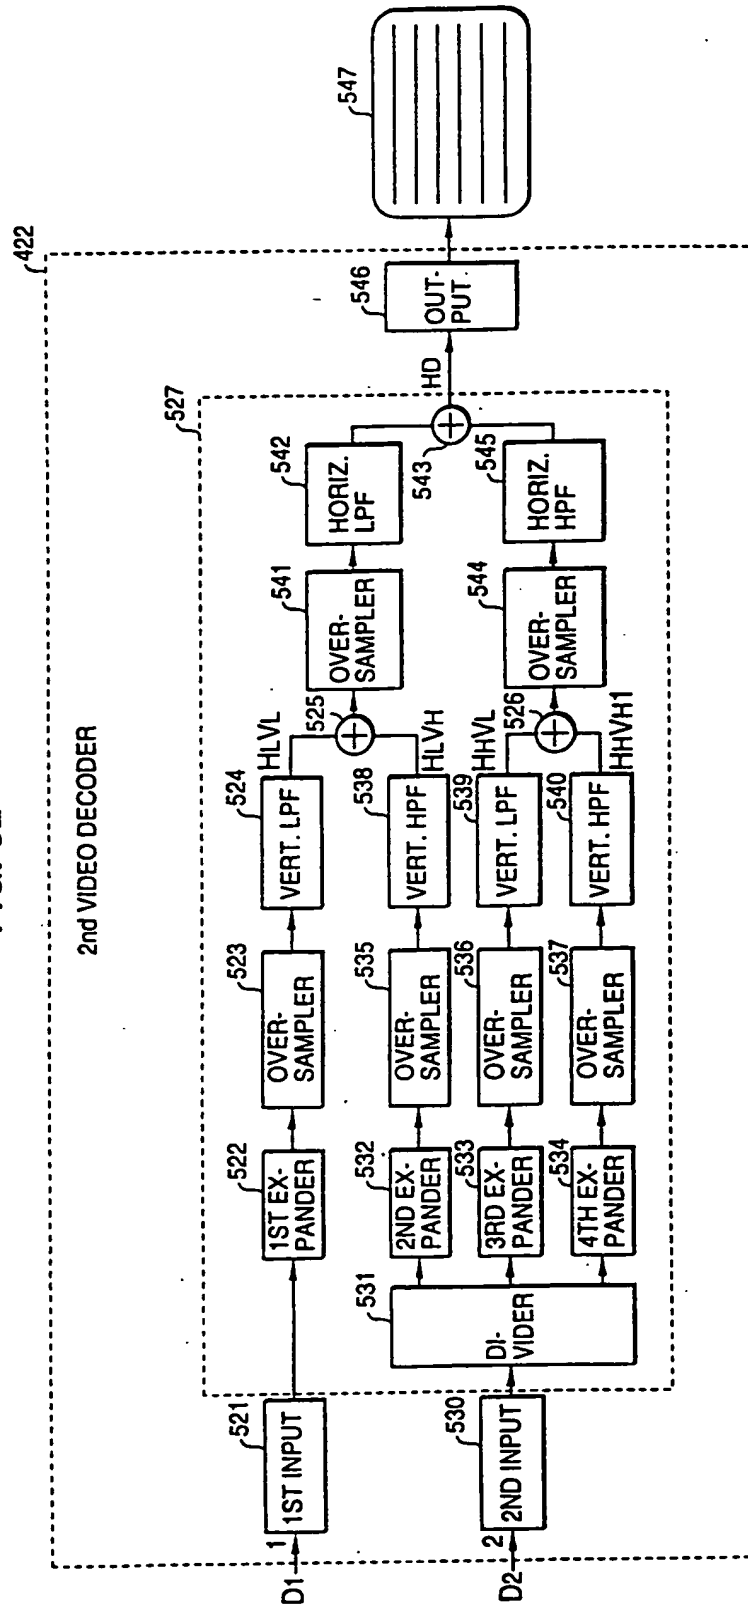 2nd VIDEO DECODER
422
527
D1
1
521
1ST INPUT
522
1ST EX-
PANDER
523
OVER-
SAMPLER
524
VERT. LPF
HLVL
525
541
OVER-
SAMPLER
542
HORIZ.
LPF
D2
2
530
2ND INPUT
531
DI-
VIDER
532
2ND EX-
PANDER
535
OVER-
SAMPLER
538
VERT. HPF
HLVH
533
3RD EX-
PANDER
536
OVER-
SAMPLER
539
VERT. LPF
HHVL
526
544
OVER-
SAMPLER
545
HORIZ.
HPF
534
4TH EX-
PANDER
537
OVER-
SAMPLER
540
VERT. HPF
HHVH1
543
HD
546
OUT-
PUT
547